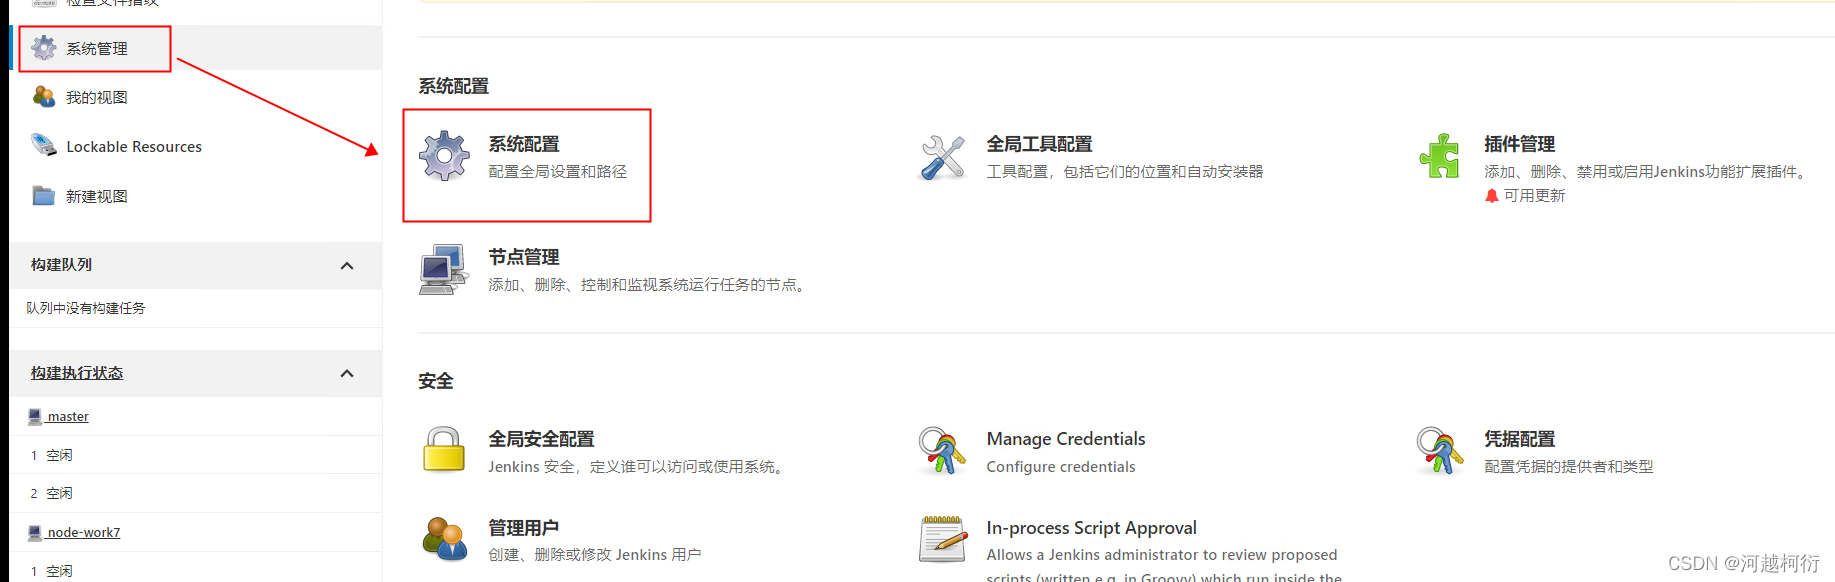 检查文件指纹
系统管理
我的视图
Lockable Resources
新建视图
构建队列
队列中没有构建任务
构建执行状态
master
1 空闲
2 空闲
node-work7
1 空闲
系统配置
系统配置
配置全局设置和路径
全局工具配置
工具配置，包括它们的位置和自动安装器
插件管理
添加、删除、禁用或启用Jenkins功能扩展插件。
可用更新
节点管理
添加、删除、控制和监视系统运行任务的节点。
安全
全局安全配置
Jenkins 安全，定义谁可以访问或使用系统。
Manage Credentials
Configure credentials
凭据配置
配置凭据的提供者和类型
管理用户
创建、删除或修改 Jenkins 用户
In-process Script Approval
Allows a Jenkins administrator to review proposed
scripts (written e.g. in Groovy) which run inside the
CSDN @河越柯衍